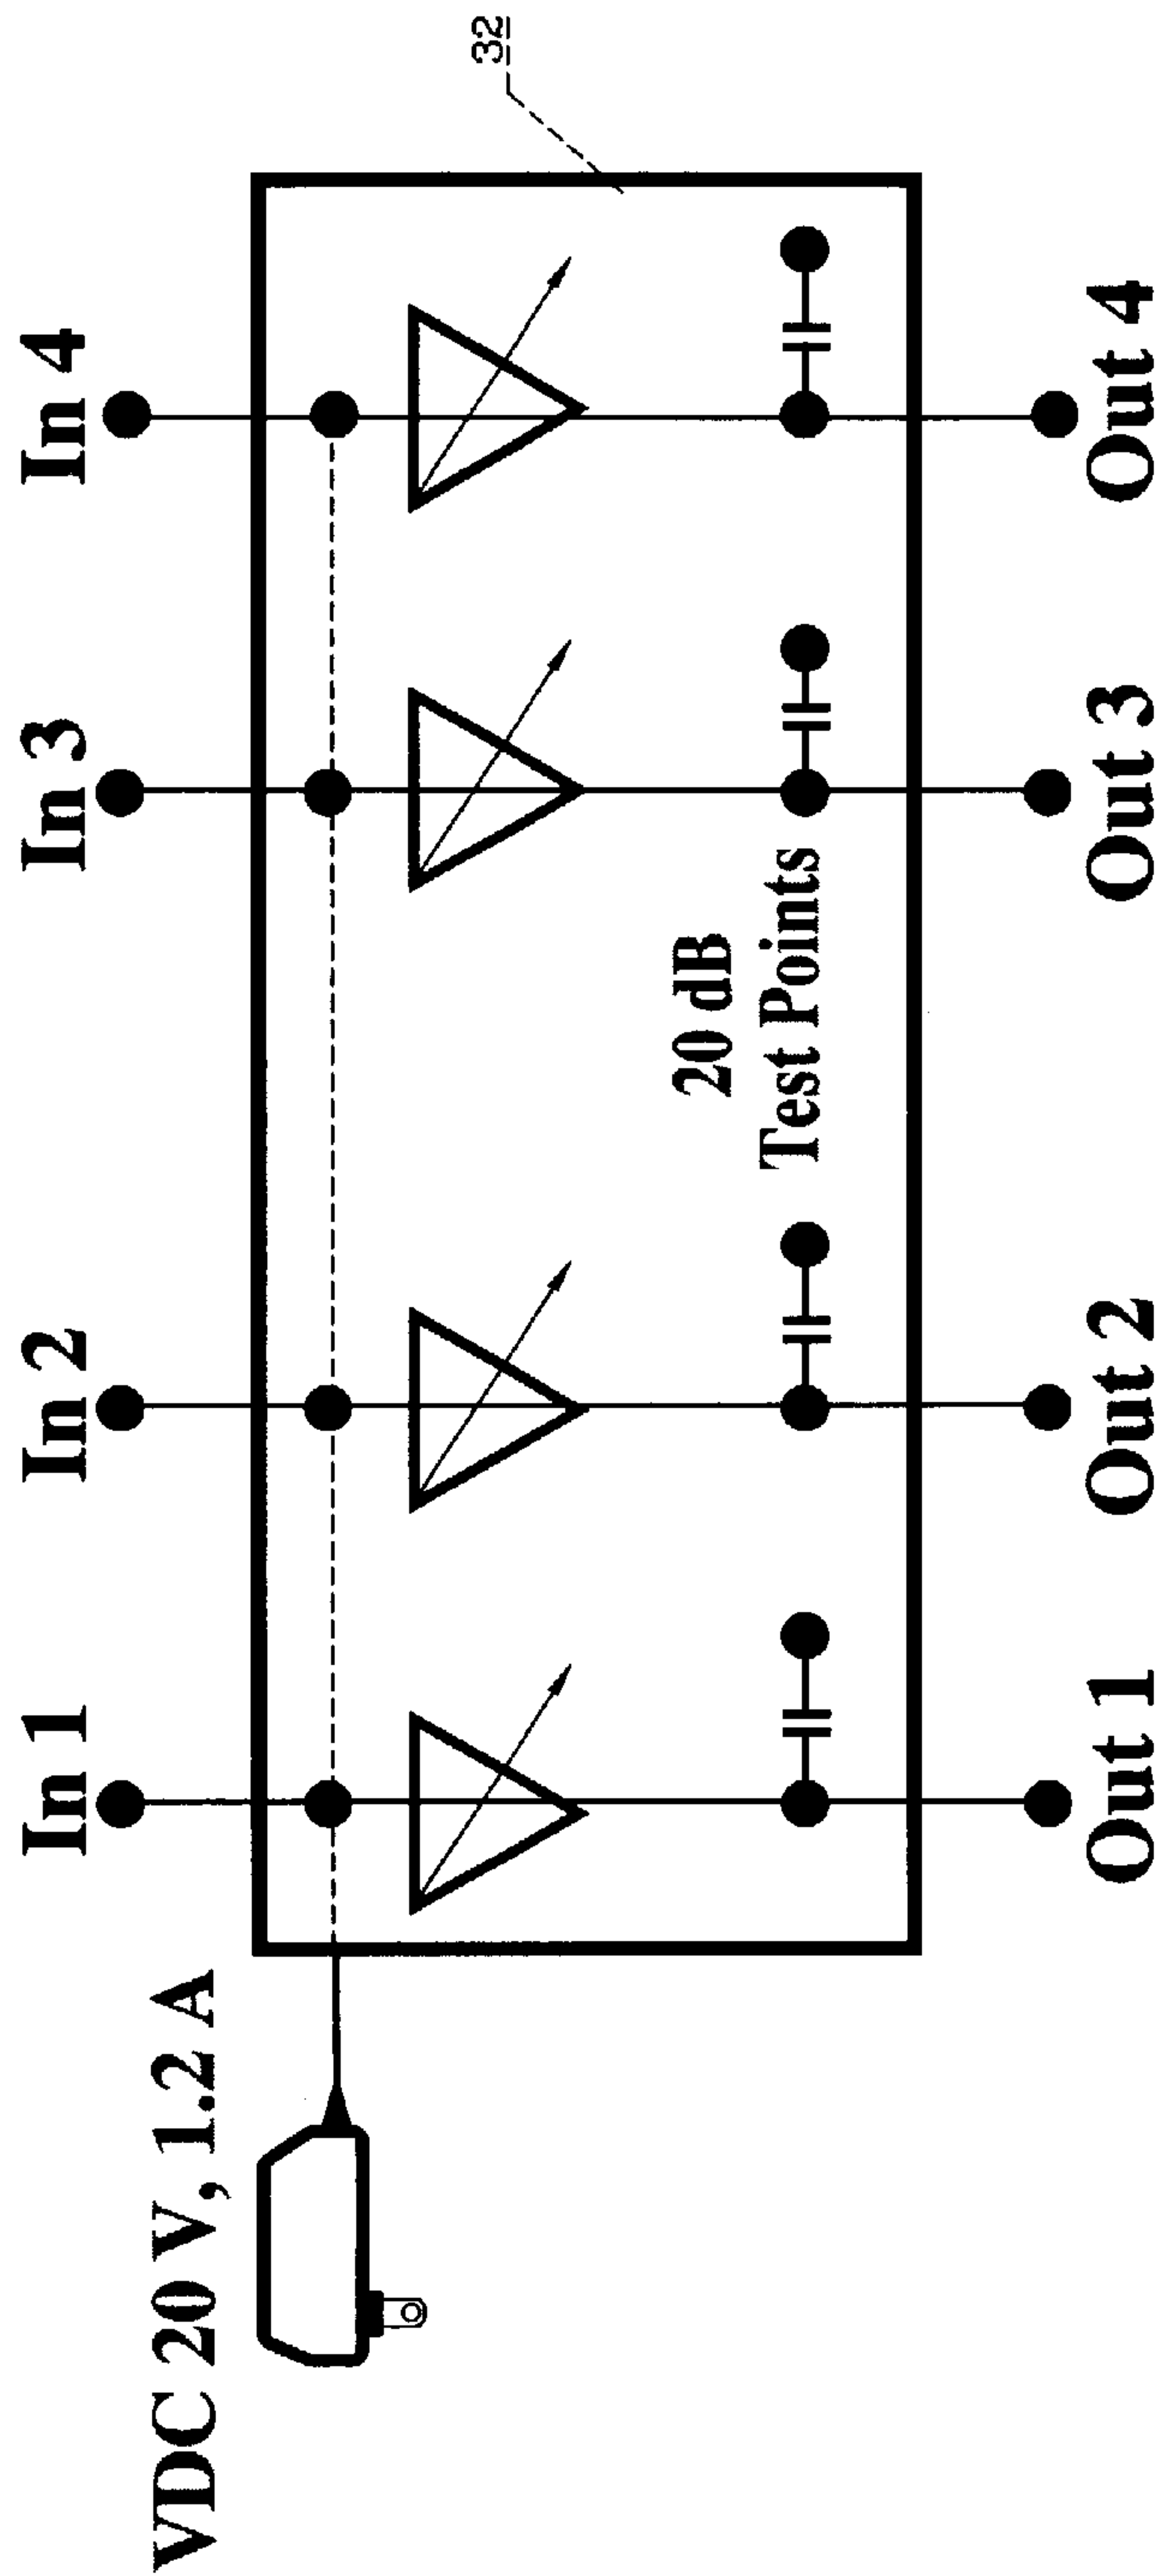 In 1
In 2
In 3
In 4
VDC 20 V, 1.2 A
32
20 dB
Test Points
Out 1
Out 2
Out 3
Out 4